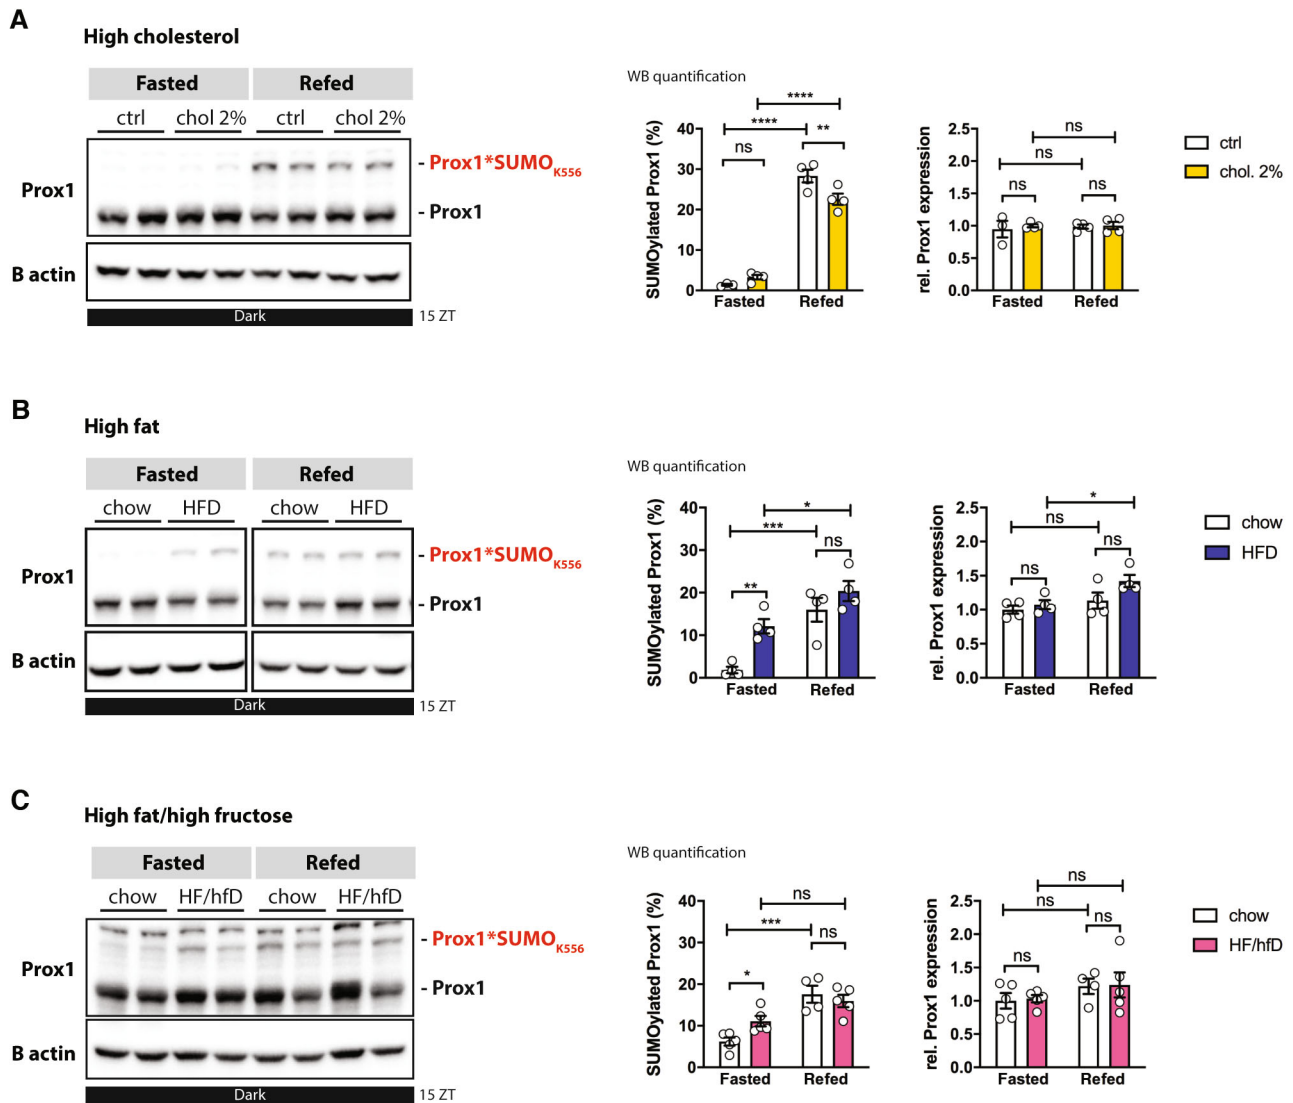 A
High cholesterol
Fasted Refed
ctrl chol 2% ctrl chol 2%
Prox1
- Prox1*SUMO K556
- Prox1
B actin
Dark 15 ZT
WB quantification
SUMOylated Prox1 (%)
40
30
20
10
0
****
****
**
ns
Fasted Refed
rel. Prox1 expression
2.5
2.0
1.5
1.0
0.5
0.0
ns
ns
ns ns
Fasted Refed
ctrl
chol. 2%
B
High fat
Fasted Refed
chow HFD chow HFD
Prox1
- Prox1*SUMO K556
- Prox1
B actin
Dark 15 ZT
WB quantification
SUMOylated Prox1 (%)
40
30
20
10
0
*
***
ns
**
Fasted Refed
rel. Prox1 expression
2.5
2.0
1.5
1.0
0.5
0.0
*
ns
ns
ns
Fasted Refed
chow
HFD
C
High fat/high fructose
Fasted Refed
chow HF/hfD chow HF/hfD
Prox1
- Prox1*SUMO K556
- Prox1
B actin
Dark 15 ZT
WB quantification
SUMOylated Prox1 (%)
40
30
20
10
0
ns
***
ns
*
Fasted Refed
rel. Prox1 expression
2.5
2.0
1.5
1.0
0.5
0.0
ns
ns
ns
ns
Fasted Refed
chow
HF/hfD